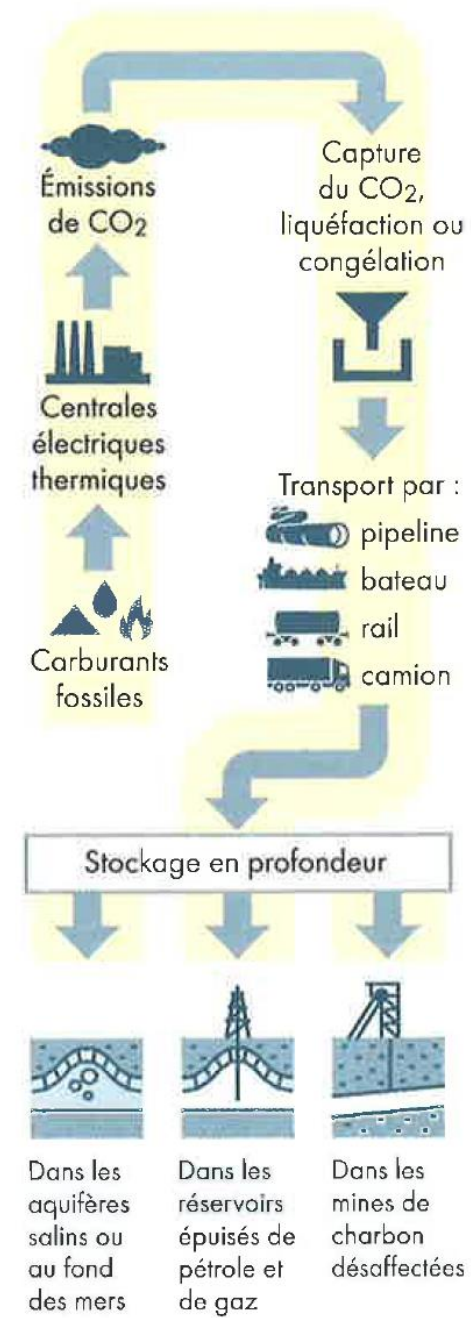 Émissions
de CO2
Centrales
électriques
thermiques
Carburants
fossiles
Capture
du CO2,
liquéfaction ou
congélation
Transport par :
pipeline
bateau
rail
camion
Stockage en profondeur
Dans les
aquifères
salins ou
au fond
des mers
Dans les
réservoirs
épuisés de
pétrole et
de gaz
Dans les
mines de
charbon
désaffectées